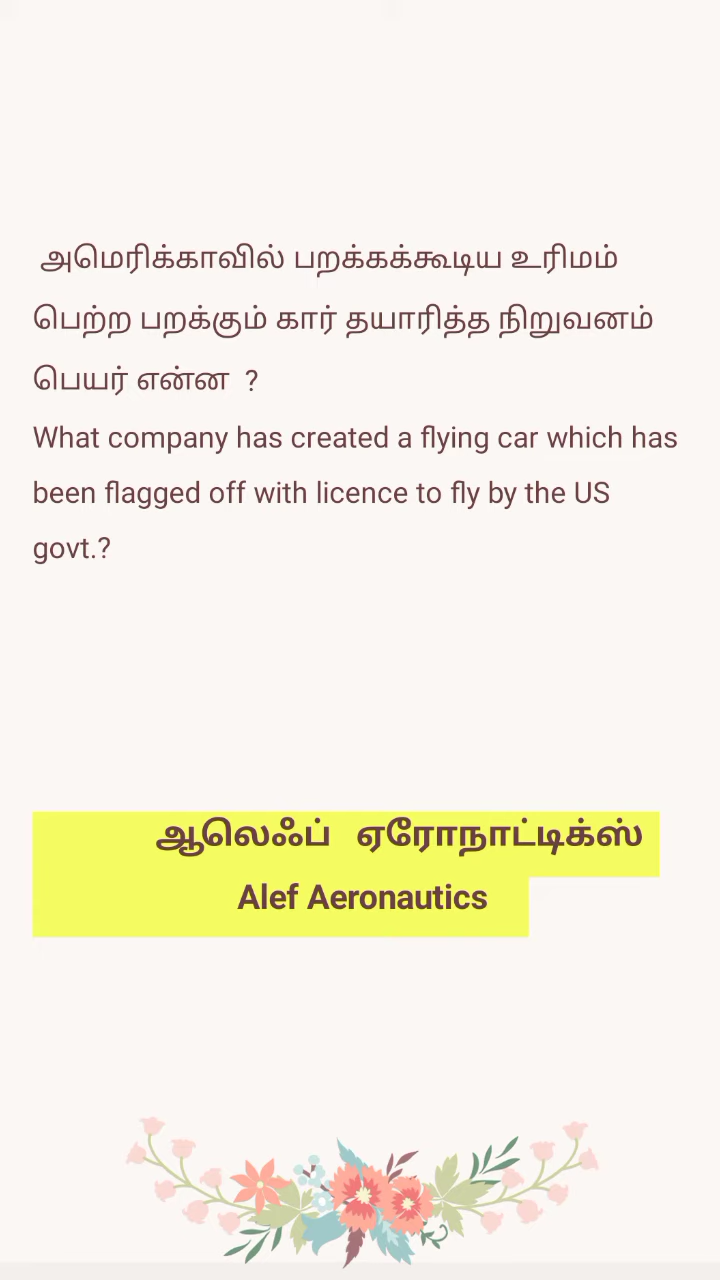 அமெரிக்காவில் பறக்கக்கூடிய உரிமம்
பெற்ற பறக்கும் கார் தயாரித்த நிறுவனம்
பெயர் என்ன ?
What company has created a flying car which has
been flagged off with licence to fly by the US
govt.?
ஆலெஃப் ஏரோநாட்டிக்ஸ்
Alef Aeronautics